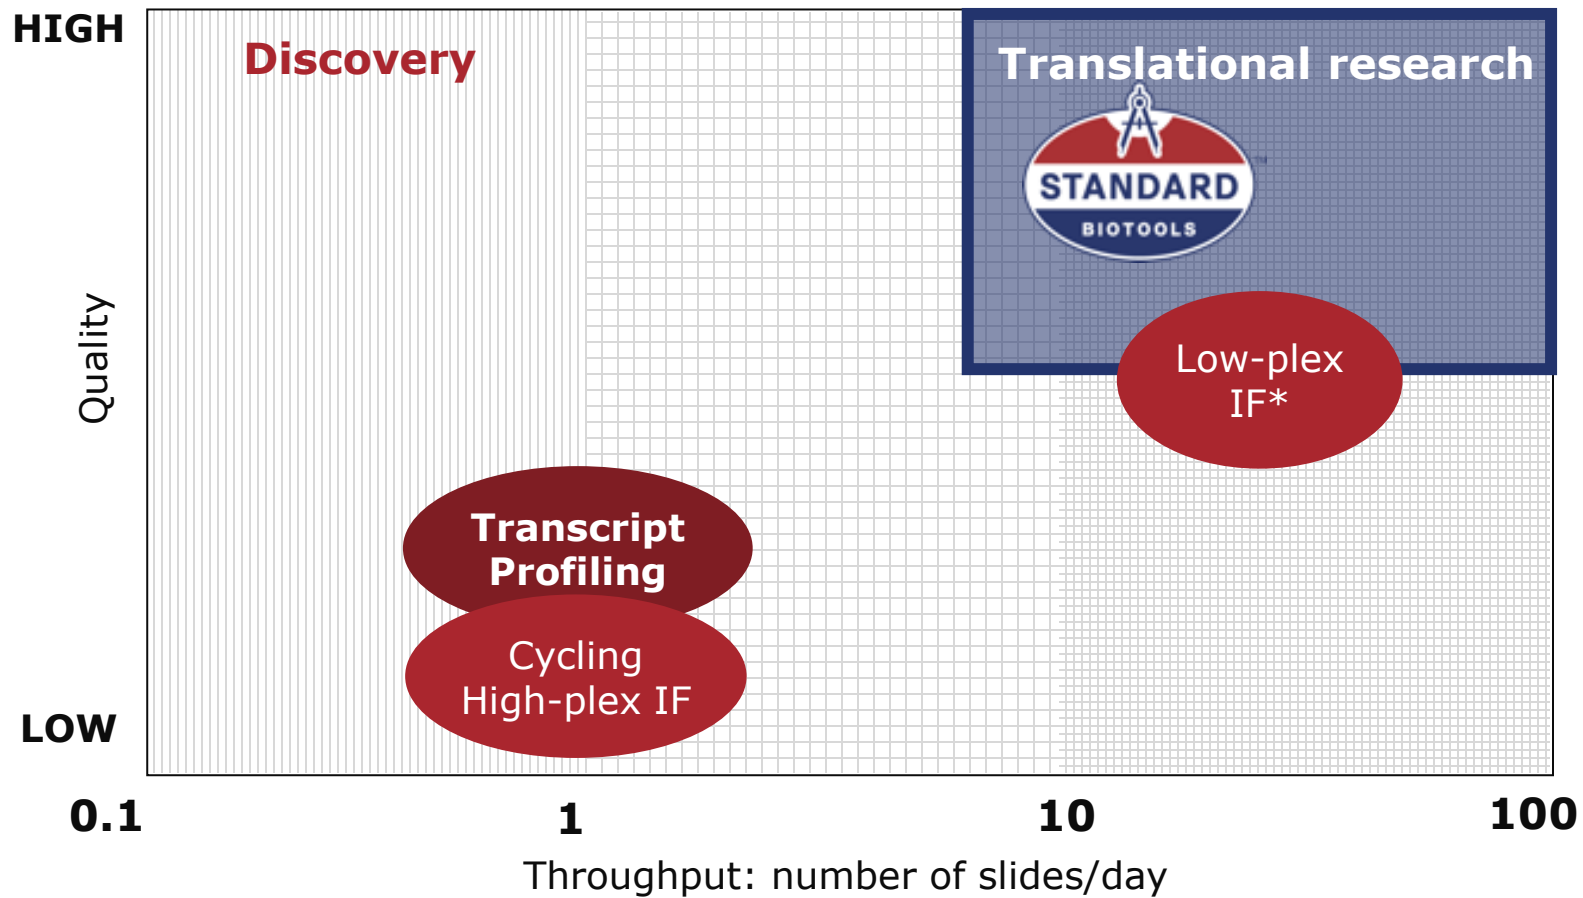 HIGH
Discovery
Translational research
STANDARD
™
BIOTOOLS
Quality
Low-plex
IF*
Transcript
Profiling
Cycling
High-plex IF
LOW
0.1
1
10
100
Throughput: number of slides/day